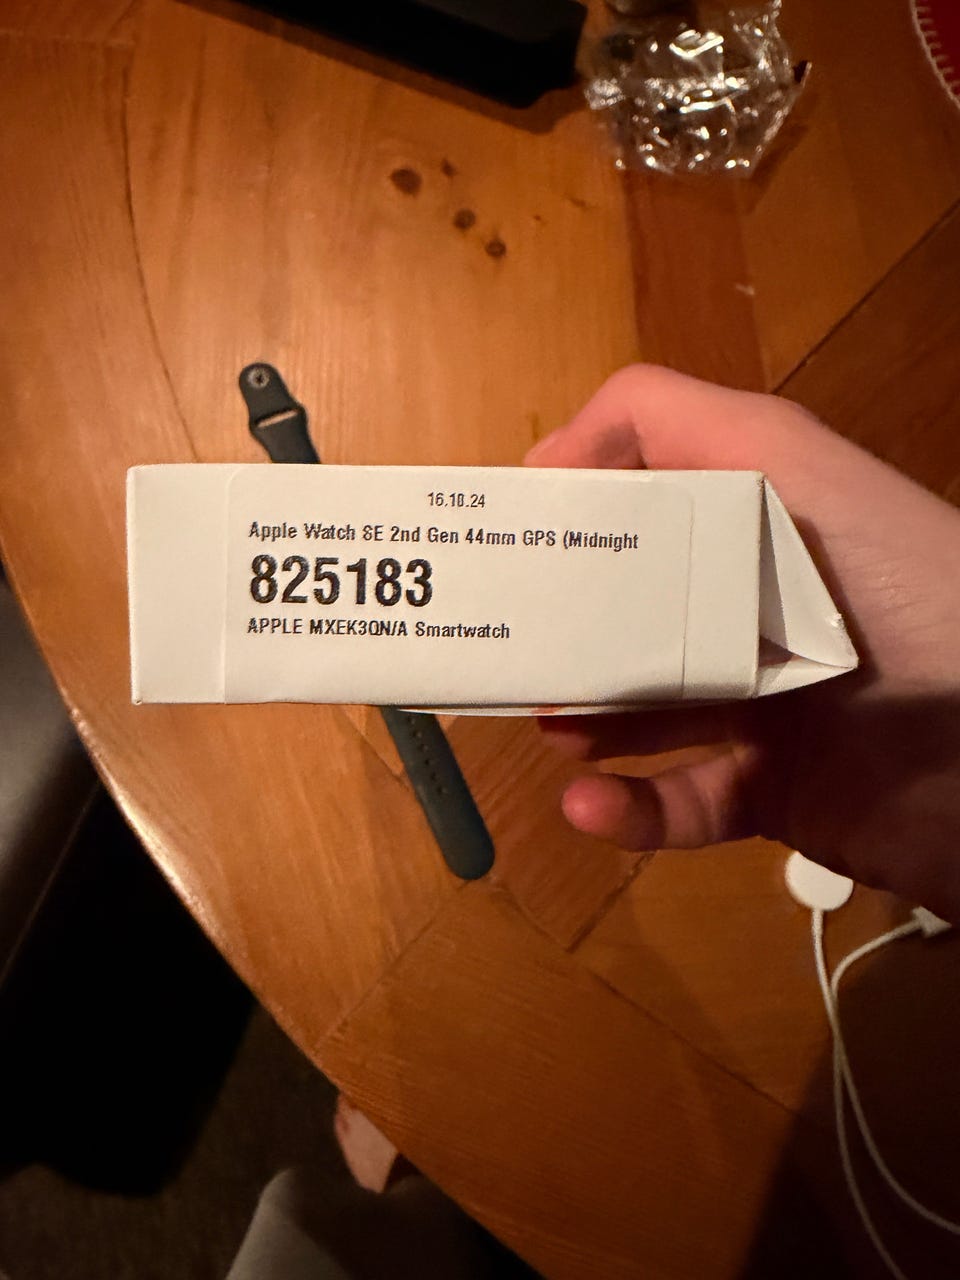 16.10.24
Apple Watch SE 2nd Gen 44mm GPS (Midnight
825183
APPLE MXEK3QN/A Smartwatch